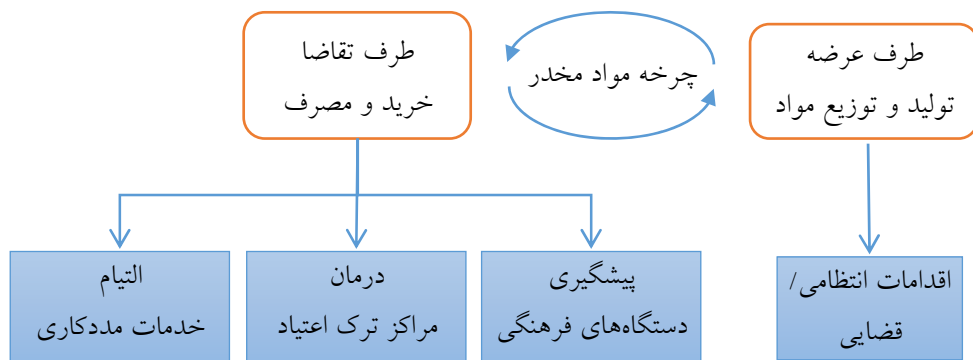 طرف عرضه
تولید و توزیع مواد
چرخه مواد مخدر
طرف تقاضا
خرید و مصرف
اقدامات انتظامی/
قضایی
پیشگیری
دستگاه‌های فرهنگی
درمان
مراکز ترک اعتیاد
التیام
خدمات مددکاری